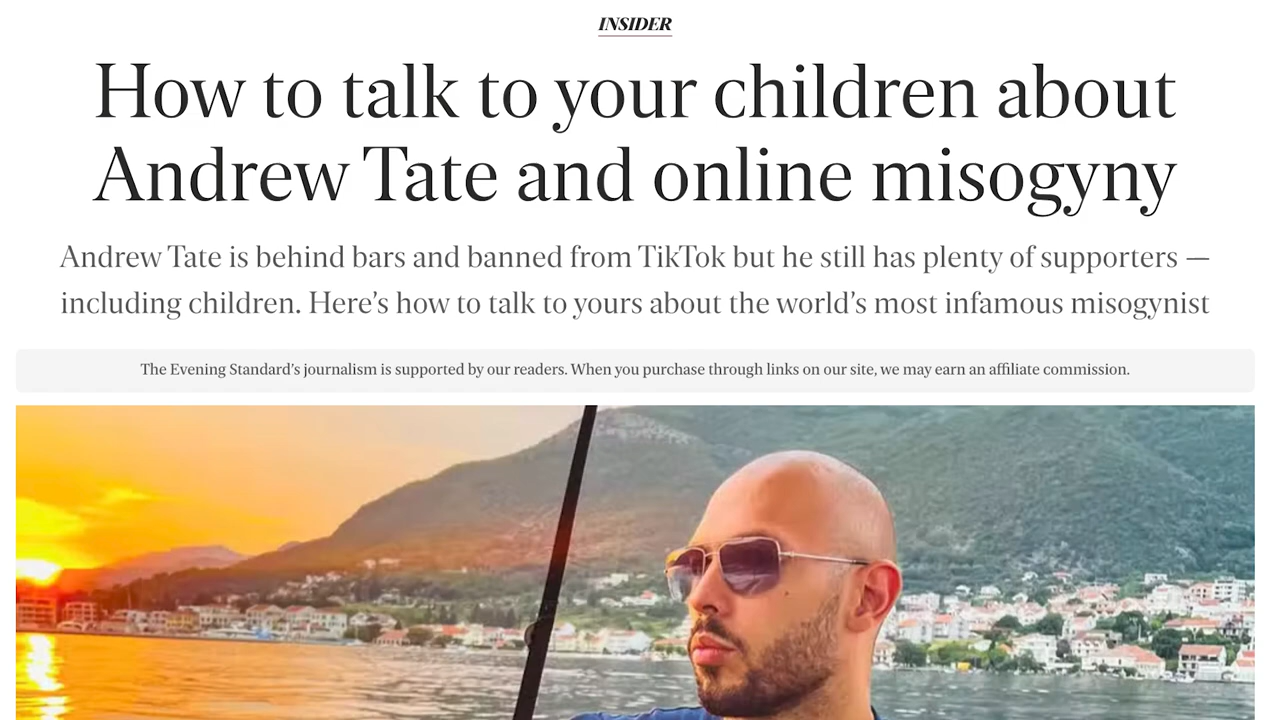 INSIDER
How to talk to your children about
Andrew Tate and online misogyny
Andrew Tate is behind bars and banned from TikTok but he still has plenty of supporters —
including children. Here’s how to talk to yours about the world’s most infamous misogynist
The Evening Standard’s journalism is supported by our readers. When you purchase through links on our site, we may earn an affiliate commission.